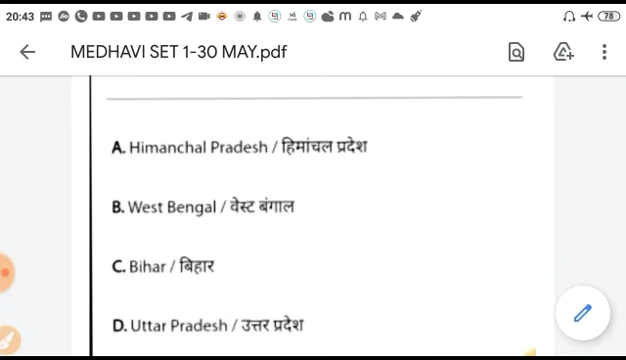 20:43
78
MEDHAVI SET 1-30 MAY.pdf
A. Himanchal Pradesh / हिमांचल प्रदेश
B. West Bengal / वेस्ट बंगाल
C. Bihar / बिहार
D. Uttar Pradesh / उत्तर प्रदेश